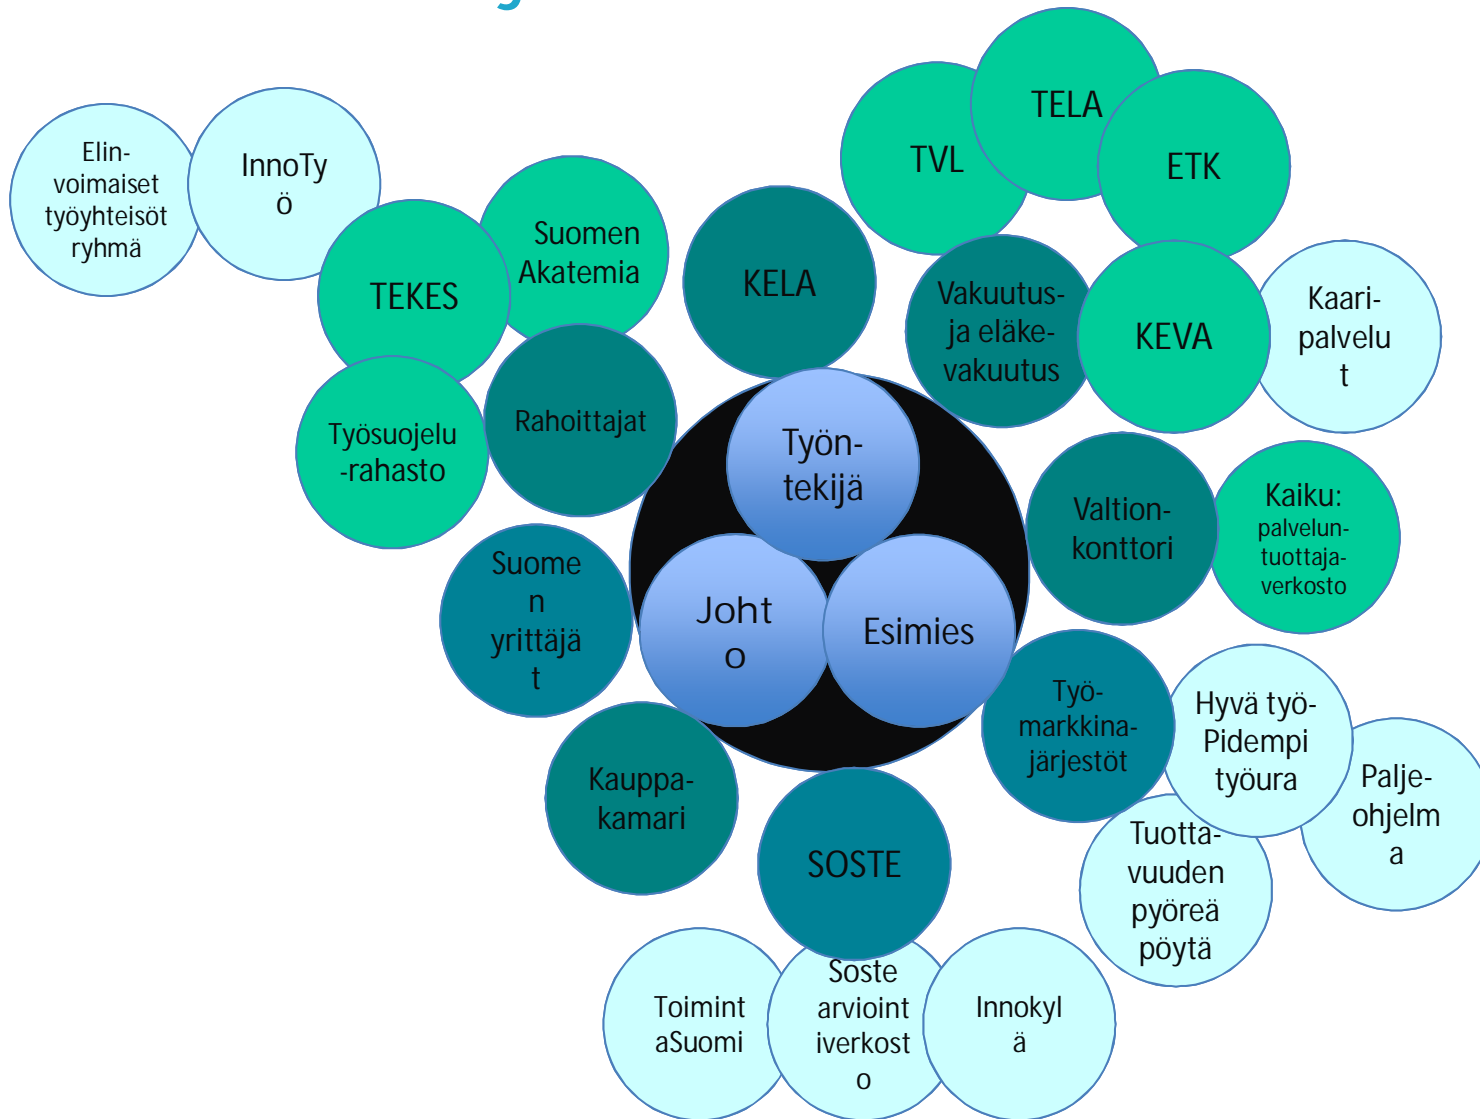 Elin-
voimaiset
työyhteisöt
ryhmä
InnoTy
ö
TEKES
Suomen
Akatemia
Työsuojelu
-rahasto
Rahoittajat
KELA
TVL
TELA
ETK
Vakuutus-
ja eläke-
vakuutus
KEVA
Kaari-
palvelu
t
Työn-
tekijä
Joht
o
Esimies
Valtion-
konttori
Kaiku:
palvelun-
tuottaja-
verkosto
Suome
n
yrittäjä
t
Kauppa-
kamari
SOSTE
Työ-
markkina-
järjestöt
Hyvä työ-
Pidempi
työura
Palje-
ohjelm
a
Tuotta-
vuuden
pyöreä
pöytä
Toimint
aSuomi
Soste
arvioint
iverkost
o
Innokyl
ä